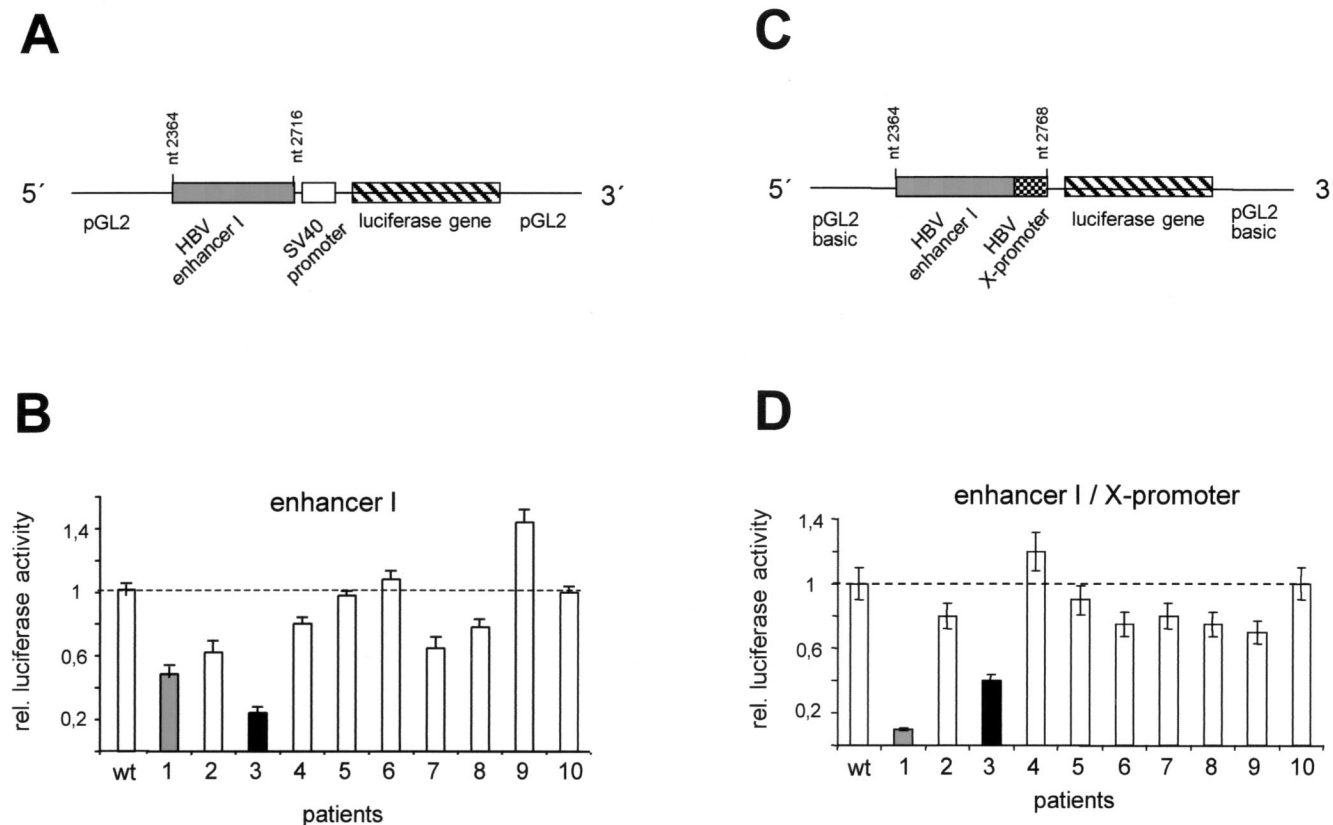 A
nt 2364
nt 2716
5´
3´
pGL2
HBV
enhancer I
SV40
promoter
luciferase gene
pGL2
C
nt 2364
nt 2768
5´
3
pGL2
basic
HBV
enhancer I
HBV
X-promoter
luciferase gene
pGL2
basic
B
enhancer I
rel. luciferase activity
1,4
1
0,6
0,2
wt 1 2 3 4 5 6 7 8 9 10
patients
D
enhancer I / X-promoter
rel. luciferase activity
1,4
1
0,6
0,2
wt 1 2 3 4 5 6 7 8 9 10
patients